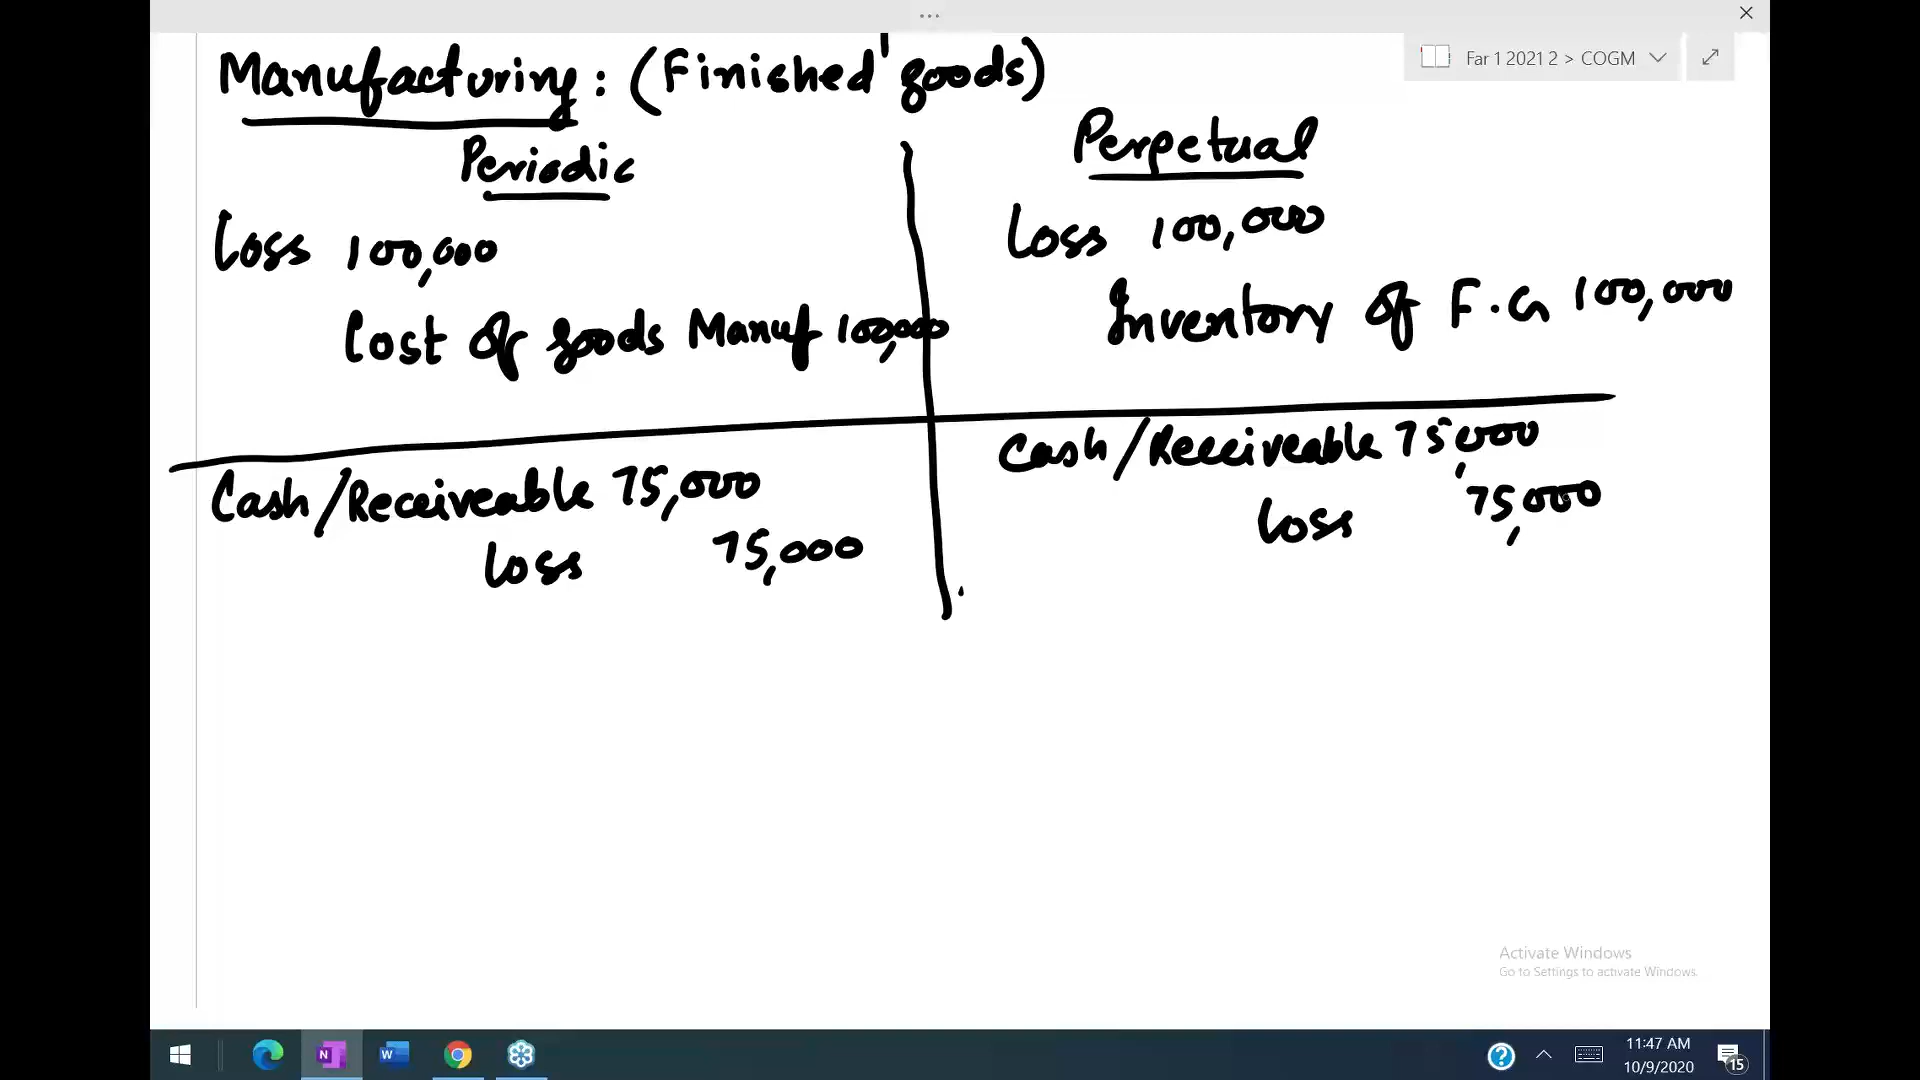 Far 1 2021 2 > COGM
Manufacturing: (Finished goods)
Periodic
Loss 100,000
Cost of goods Manuf 100,000
Cash/Receiveable 75,000
Loss 75,000
Perpetual
Loss 100,000
Inventory of F.G 100,000
Cash/Receiveable 75,000
Loss 75,000
Activate Windows
Go to Settings to activate Windows.
11:47 AM
10/9/2020
15